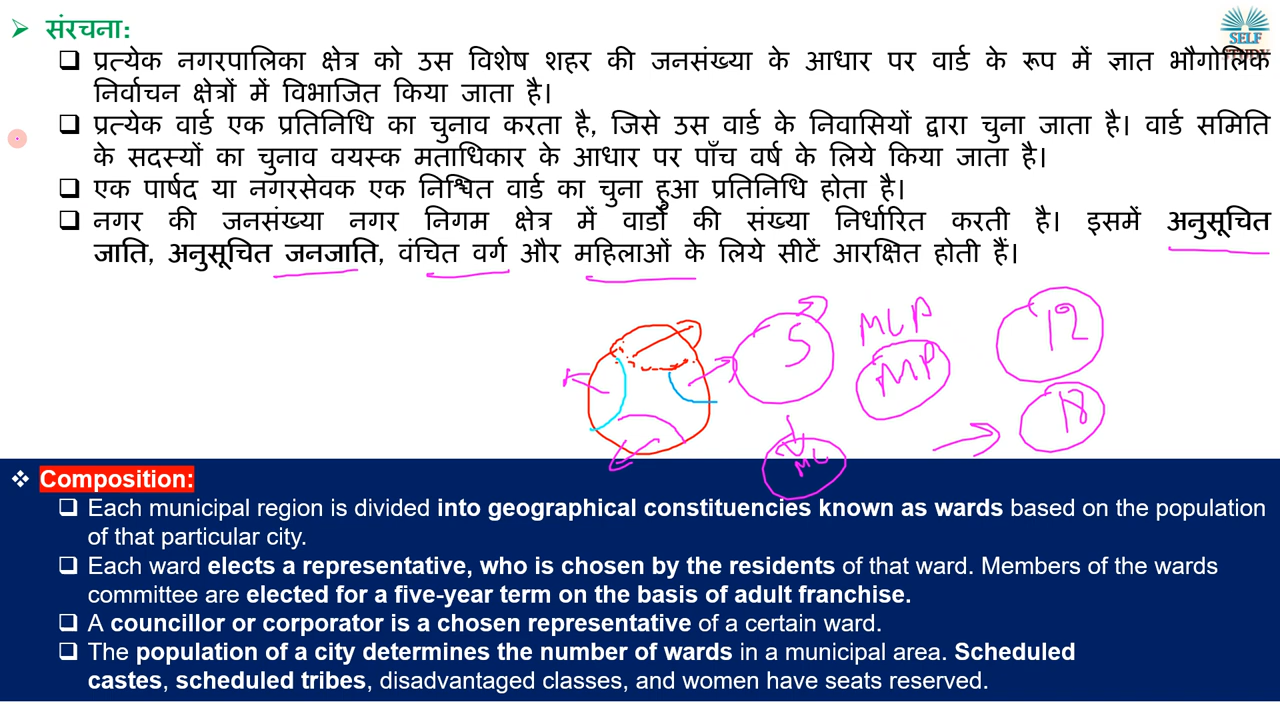 ➢ संरचना:
❑ प्रत्येक नगरपालिका क्षेत्र को उस विशेष शहर की जनसंख्या के आधार पर वार्ड के रूप में ज्ञात भौगोलिक
निर्वाचन क्षेत्रों में विभाजित किया जाता है।
❑ प्रत्येक वार्ड एक प्रतिनिधि का चुनाव करता है, जिसे उस वार्ड के निवासियों द्वारा चुना जाता है। वार्ड समिति
के सदस्यों का चुनाव वयस्क मताधिकार के आधार पर पाँच वर्ष के लिये किया जाता है।
❑ एक पार्षद या नगरसेवक एक निश्चित वार्ड का चुना हुआ प्रतिनिधि होता है।
❑ नगर की जनसंख्या नगर निगम क्षेत्र में वार्डों की संख्या निर्धारित करती है। इसमें अनुसूचित
जाति, अनुसूचित जनजाति, वंचित वर्ग और महिलाओं के लिये सीटें आरक्षित होती हैं।
SELF
STUDY
5
MLP
MP
12
18
ML
❖ Composition:
❑ Each municipal region is divided into geographical constituencies known as wards based on the population
of that particular city.
❑ Each ward elects a representative, who is chosen by the residents of that ward. Members of the wards
committee are elected for a five-year term on the basis of adult franchise.
❑ A councillor or corporator is a chosen representative of a certain ward.
❑ The population of a city determines the number of wards in a municipal area. Scheduled
castes, scheduled tribes, disadvantaged classes, and women have seats reserved.